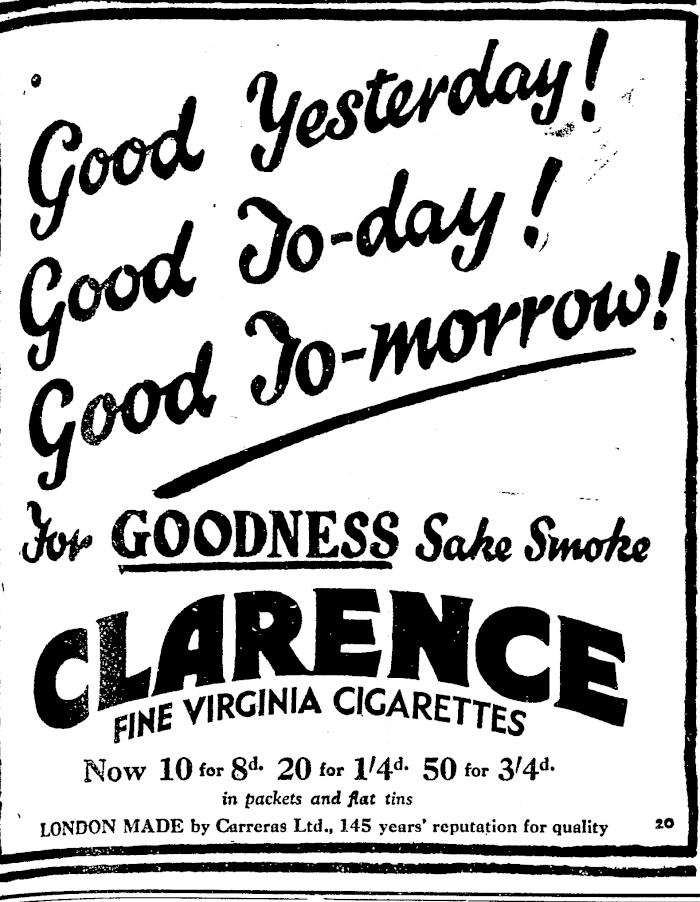 Good Yesterday!
Good To-day!
Good To-morrow!
For GOODNESS Sake Smoke
CLARENCE
FINE VIRGINIA CIGARETTES
Now 10 for 8d. 20 for 1/4d. 50 for 3/4d.
in packets and flat tins
LONDON MADE by Carreras Ltd., 145 years' reputation for quality 20